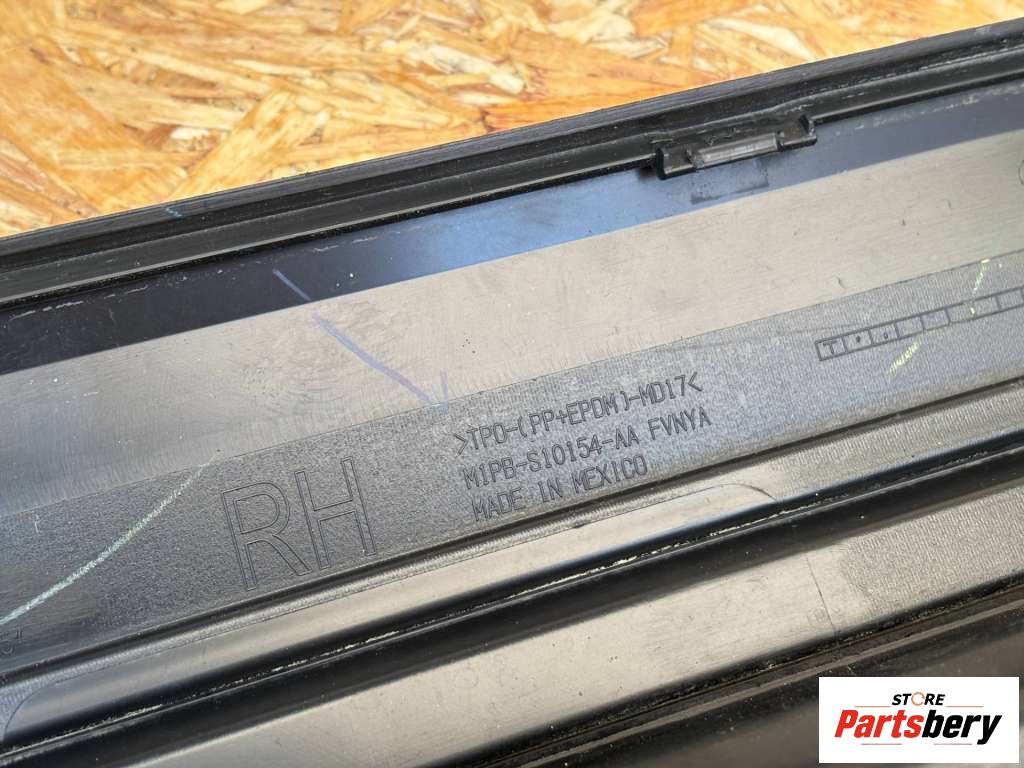 >TPO-(PP+EPDM)-MD17<
M1PB-S10154-AA FVNYA
MADE IN MEXICO
RH
STORE
Partsbery